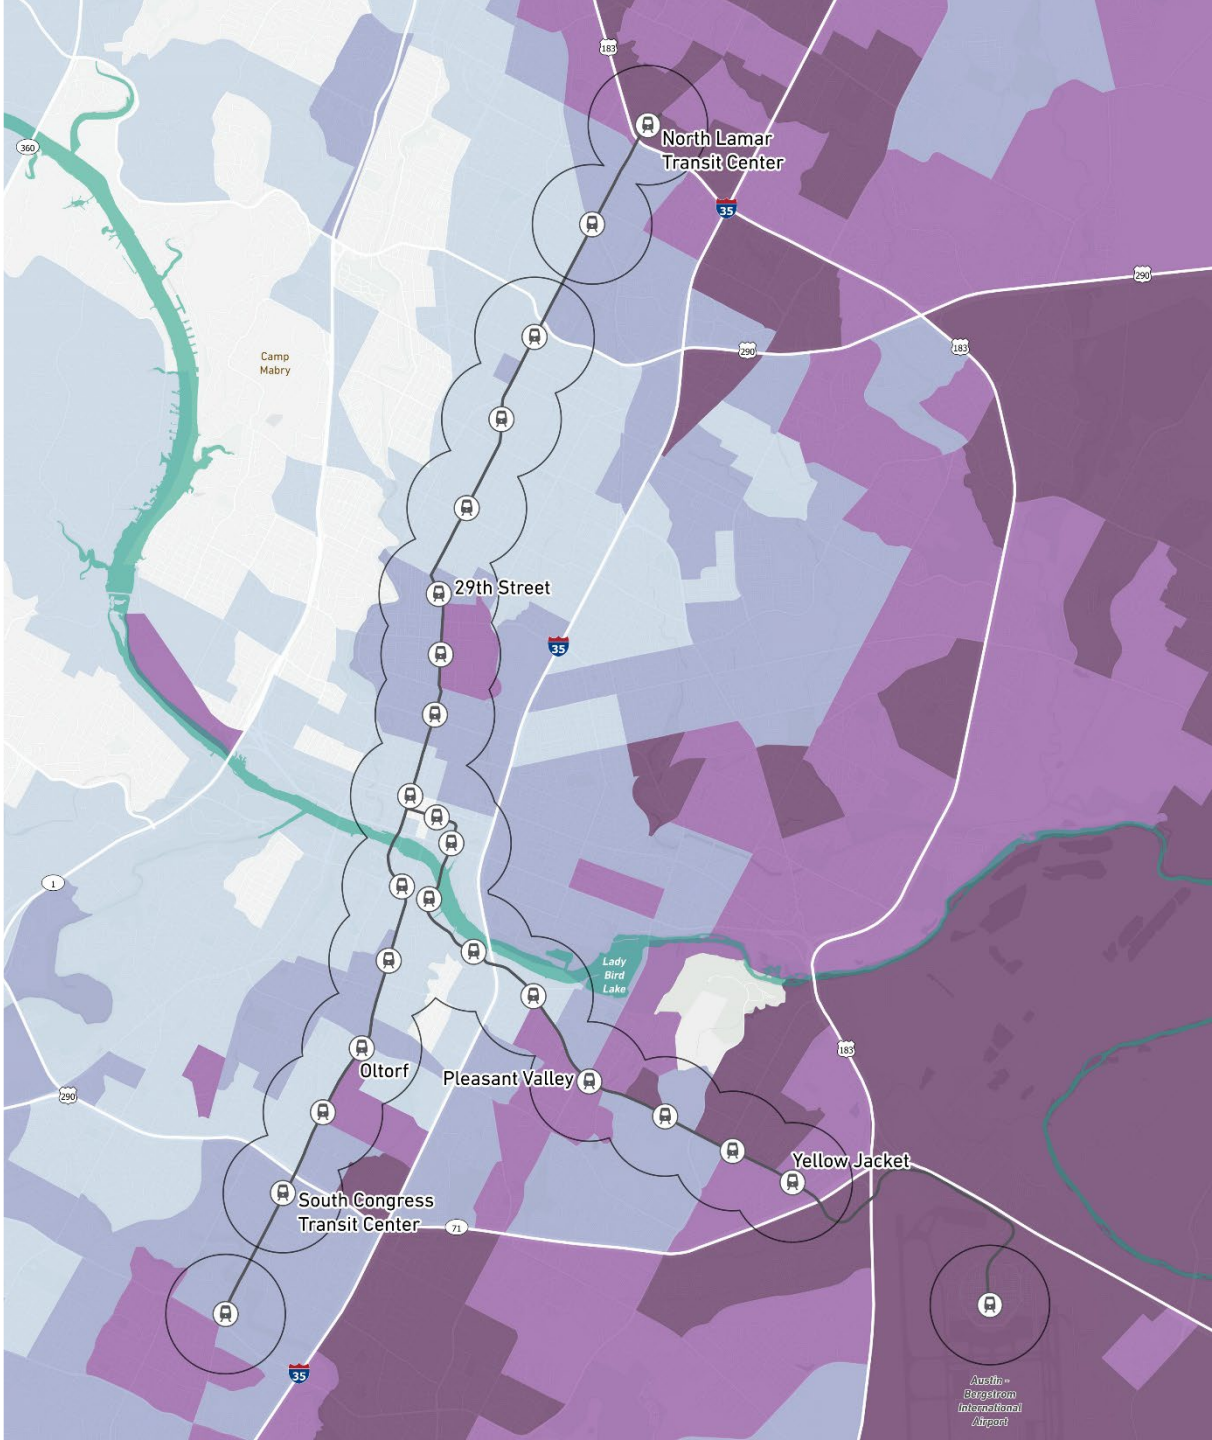 183
North Lamar
Transit Center
360
35
290
Camp
Mabry
290
183
29th Street
35
1
Lady
Bird
Lake
183
Oltorf
Pleasant Valley
290
Yellow Jacket
South Congress
Transit Center
71
35
Austin -
Bergstrom
International
Airport